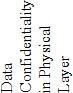 Data
Confidentiality
in Physical
Layer